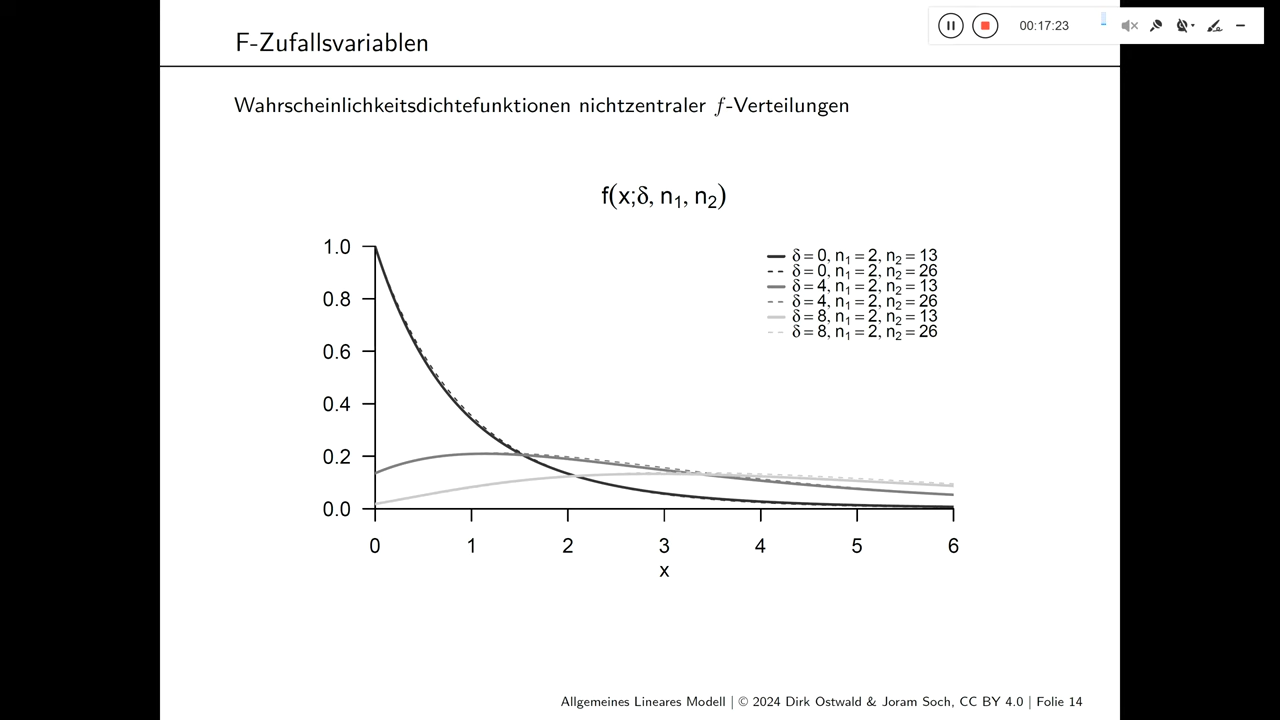 00:17:23
F-Zufallsvariablen
Wahrscheinlichkeitsdichtefunktionen nichtzentraler f-Verteilungen
f(x;δ, n₁, n₂)
1.0
0.8
0.6
0.4
0.2
0.0
δ = 0, n₁ = 2, n₂ = 13
δ = 0, n₁ = 2, n₂ = 26
δ = 4, n₁ = 2, n₂ = 13
δ = 4, n₁ = 2, n₂ = 26
δ = 8, n₁ = 2, n₂ = 13
δ = 8, n₁ = 2, n₂ = 26
0 1 2 3 4 5 6
x
Allgemeines Lineares Modell | © 2024 Dirk Ostwald & Joram Soch, CC BY 4.0 | Folie 14